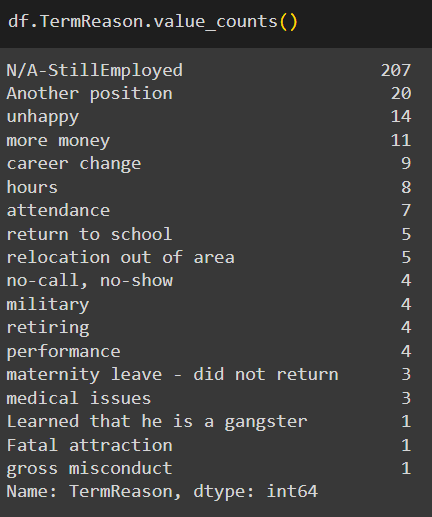 df.TermReason.value_counts()
N/A-StillEmployed 207
Another position 20
unhappy 14
more money 11
career change 9
hours 8
attendance 7
return to school 5
relocation out of area 5
no-call, no-show 4
military 4
retiring 4
performance 4
maternity leave - did not return 3
medical issues 3
Learned that he is a gangster 1
Fatal attraction 1
gross misconduct 1
Name: TermReason, dtype: int64